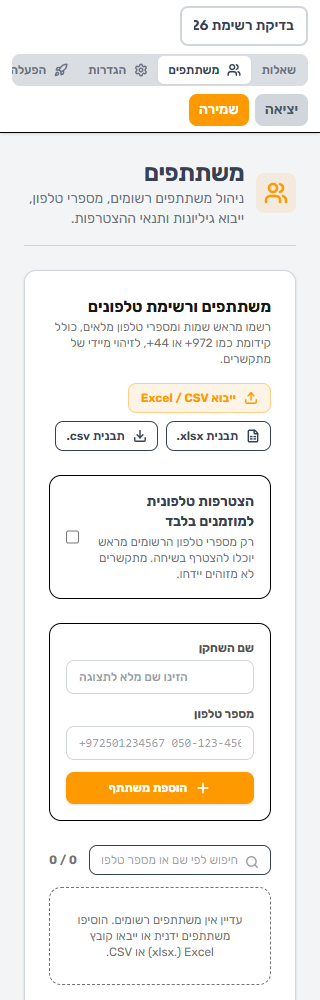 בדיקת רשימת 26
שאלות
משתתפים
הגדרות
הפעלה
יציאה
שמירה
משתתפים
ניהול משתתפים רשומים, מספרי טלפון,
ייבוא גיליונות ותנאי ההצטרפות.
משתתפים ורשימת טלפונים
רשמו מראש שמות ומספרי טלפון מלאים, כולל
קידומת כמו 972+ או 44+, לזיהוי מיידי של
מתקשרים.
ייבוא Excel / CSV
תבנית xlsx.
תבנית csv.
הצטרפות טלפונית
למוזמנים בלבד
רק מספרי טלפון הרשומים מראש
יוכלו להצטרף בשיחה. מתקשרים
לא מזוהים יידחו.
שם השחקן
הזינו שם מלא לתצוגה
מספר טלפון
+972501234567 050-123-456
הוספת משתתף
חיפוש לפי שם או מספר טלפו
0 / 0
עדיין אין משתתפים רשומים. הוסיפו
משתתפים ידנית או ייבאו קובץ
Excel (.xlsx) או CSV.